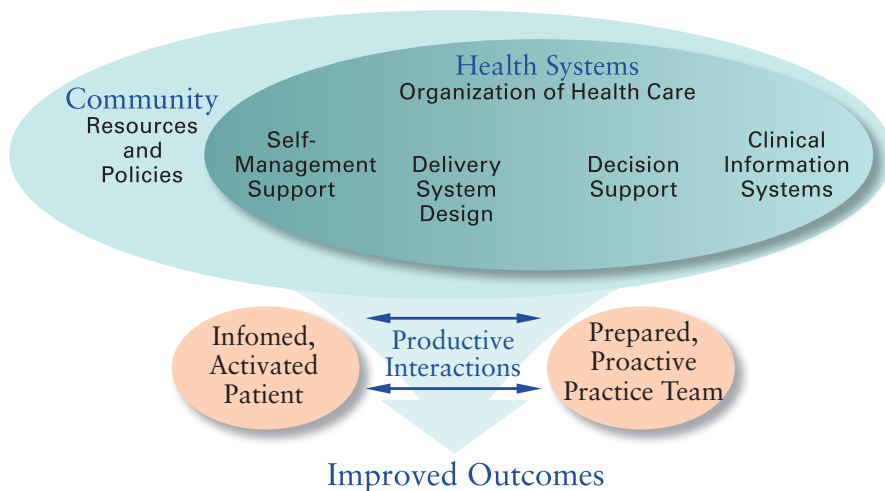 Health Systems
Organization of Health Care
Community
Resources
and
Policies
Self-
Management
Support
Delivery
System
Design
Decision
Support
Clinical
Information
Systems
Infomed,
Activated
Patient
Productive
Interactions
Prepared,
Proactive
Practice Team
Improved Outcomes